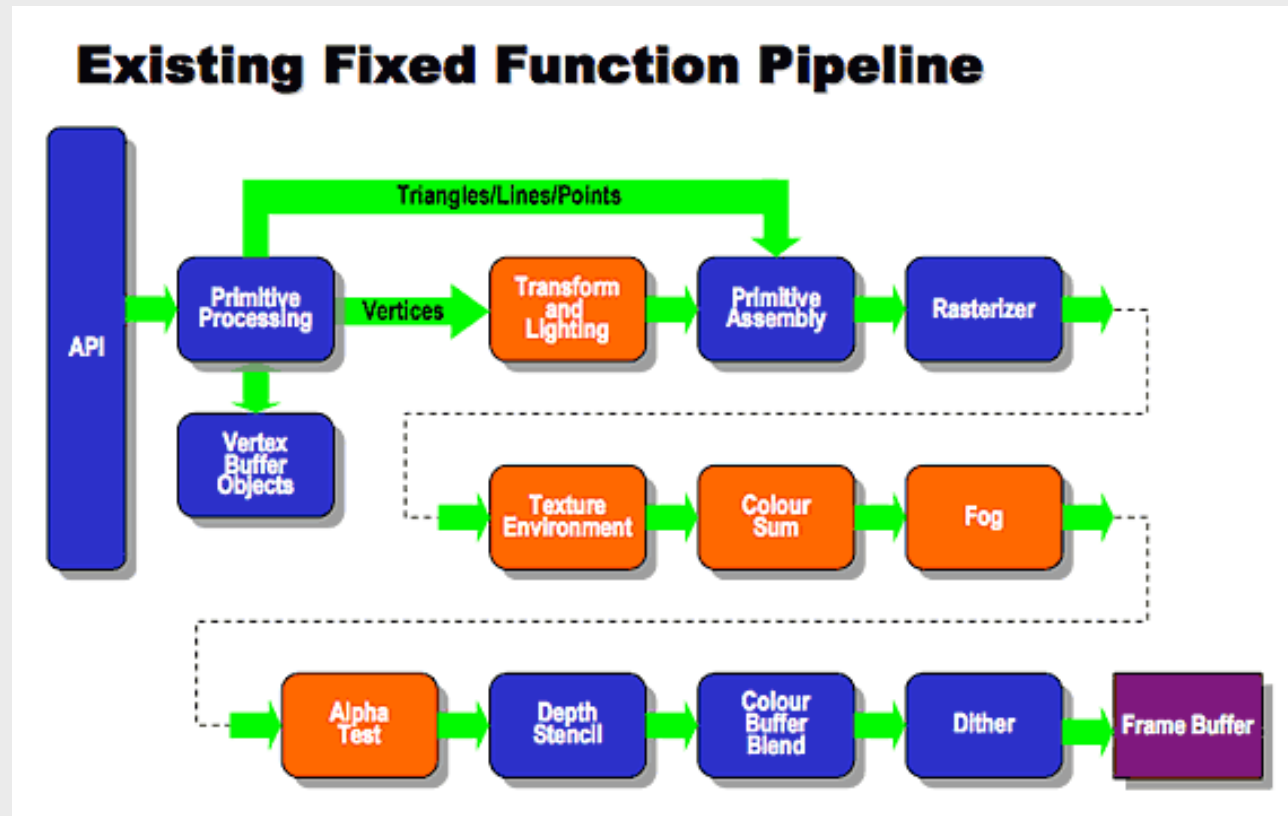 Existing Fixed Function Pipeline
Triangles/Lines/Points
API
Primitive
Processing
Vertices
Transform
and
Lighting
Primitive
Assembly
Rasterizer
Vertex
Buffer
Objects
Texture
Environment
Colour
Sum
Fog
Alpha
Test
Depth
Stencil
Colour
Buffer
Blend
Dither
Frame Buffer